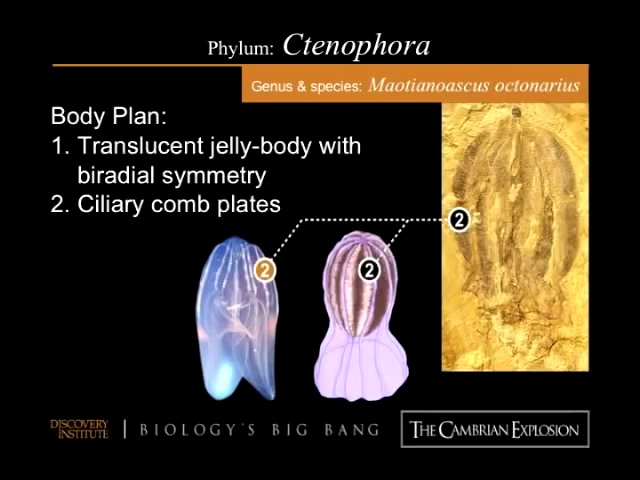 Phylum: Ctenophora
Genus & species: Maotianoascus octonarius
Body Plan:
1. Translucent jelly-body with
biradial symmetry
2. Ciliary comb plates
2
2
2
DISCOVERY
INSTITUTE
BIOLOGY'S BIG BANG
THE CAMBRIAN EXPLOSION